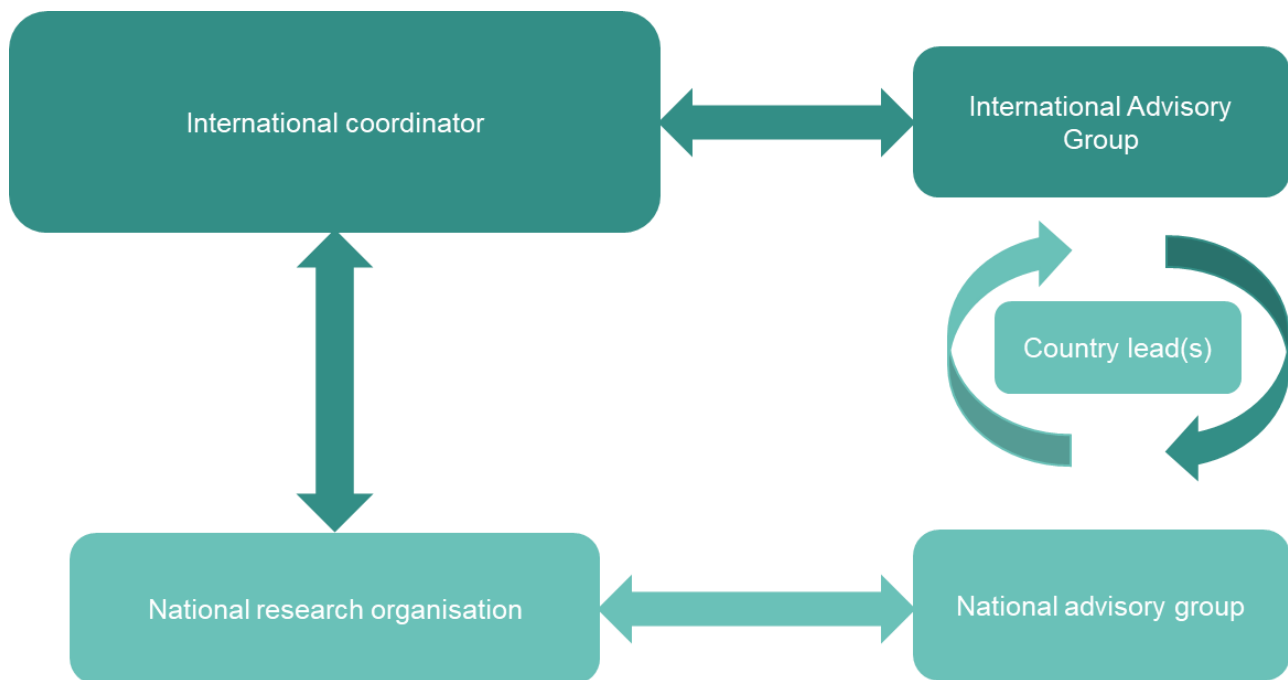 International coordinator
International Advisory
Group
Country lead(s)
National research organisation
National advisory group